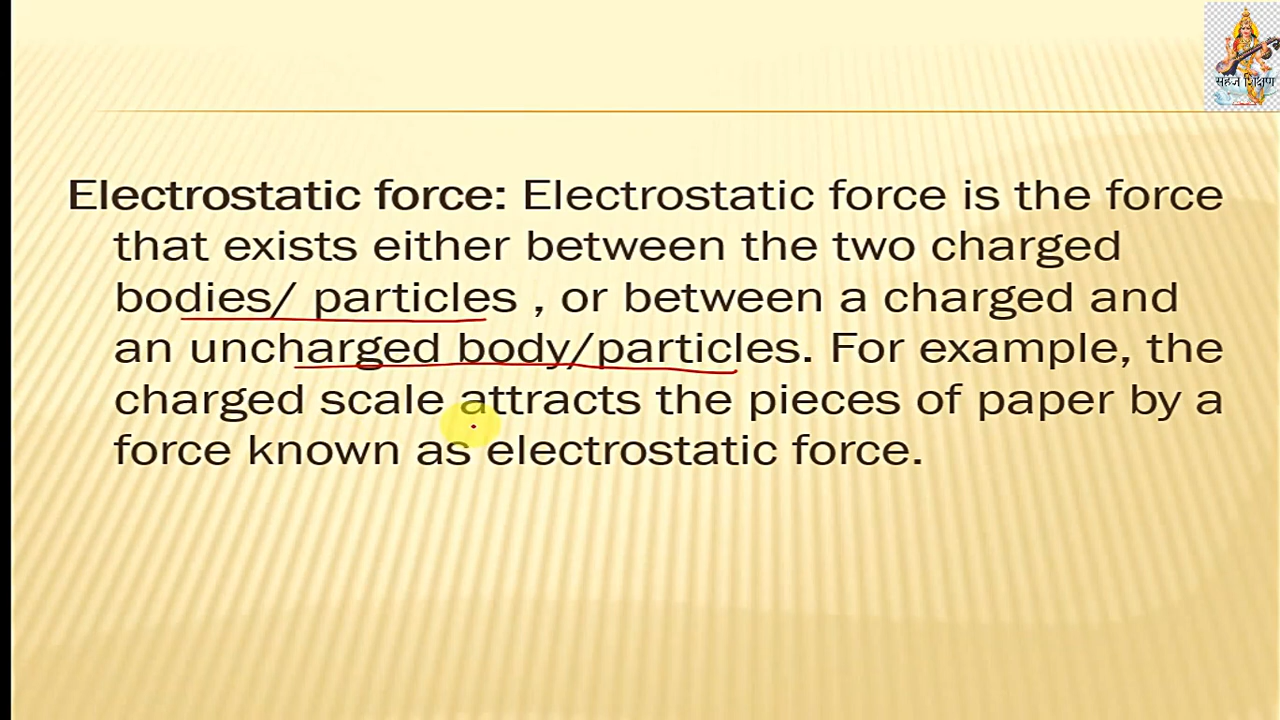 सहज शिक्षण
Electrostatic force: Electrostatic force is the force
that exists either between the two charged
bodies/ particles , or between a charged and
an uncharged body/particles. For example, the
charged scale attracts the pieces of paper by a
force known as electrostatic force.